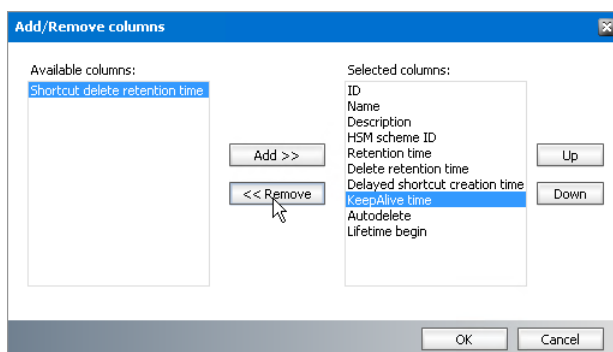 Add/Remove columns
Available columns:
Shortcut delete retention time
Add >>
<< Remove
Selected columns:
ID
Name
Description
HSM scheme ID
Retention time
Delete retention time
Delayed shortcut creation time
KeepAlive time
Autodelete
Lifetime begin
Up
Down
OK
Cancel